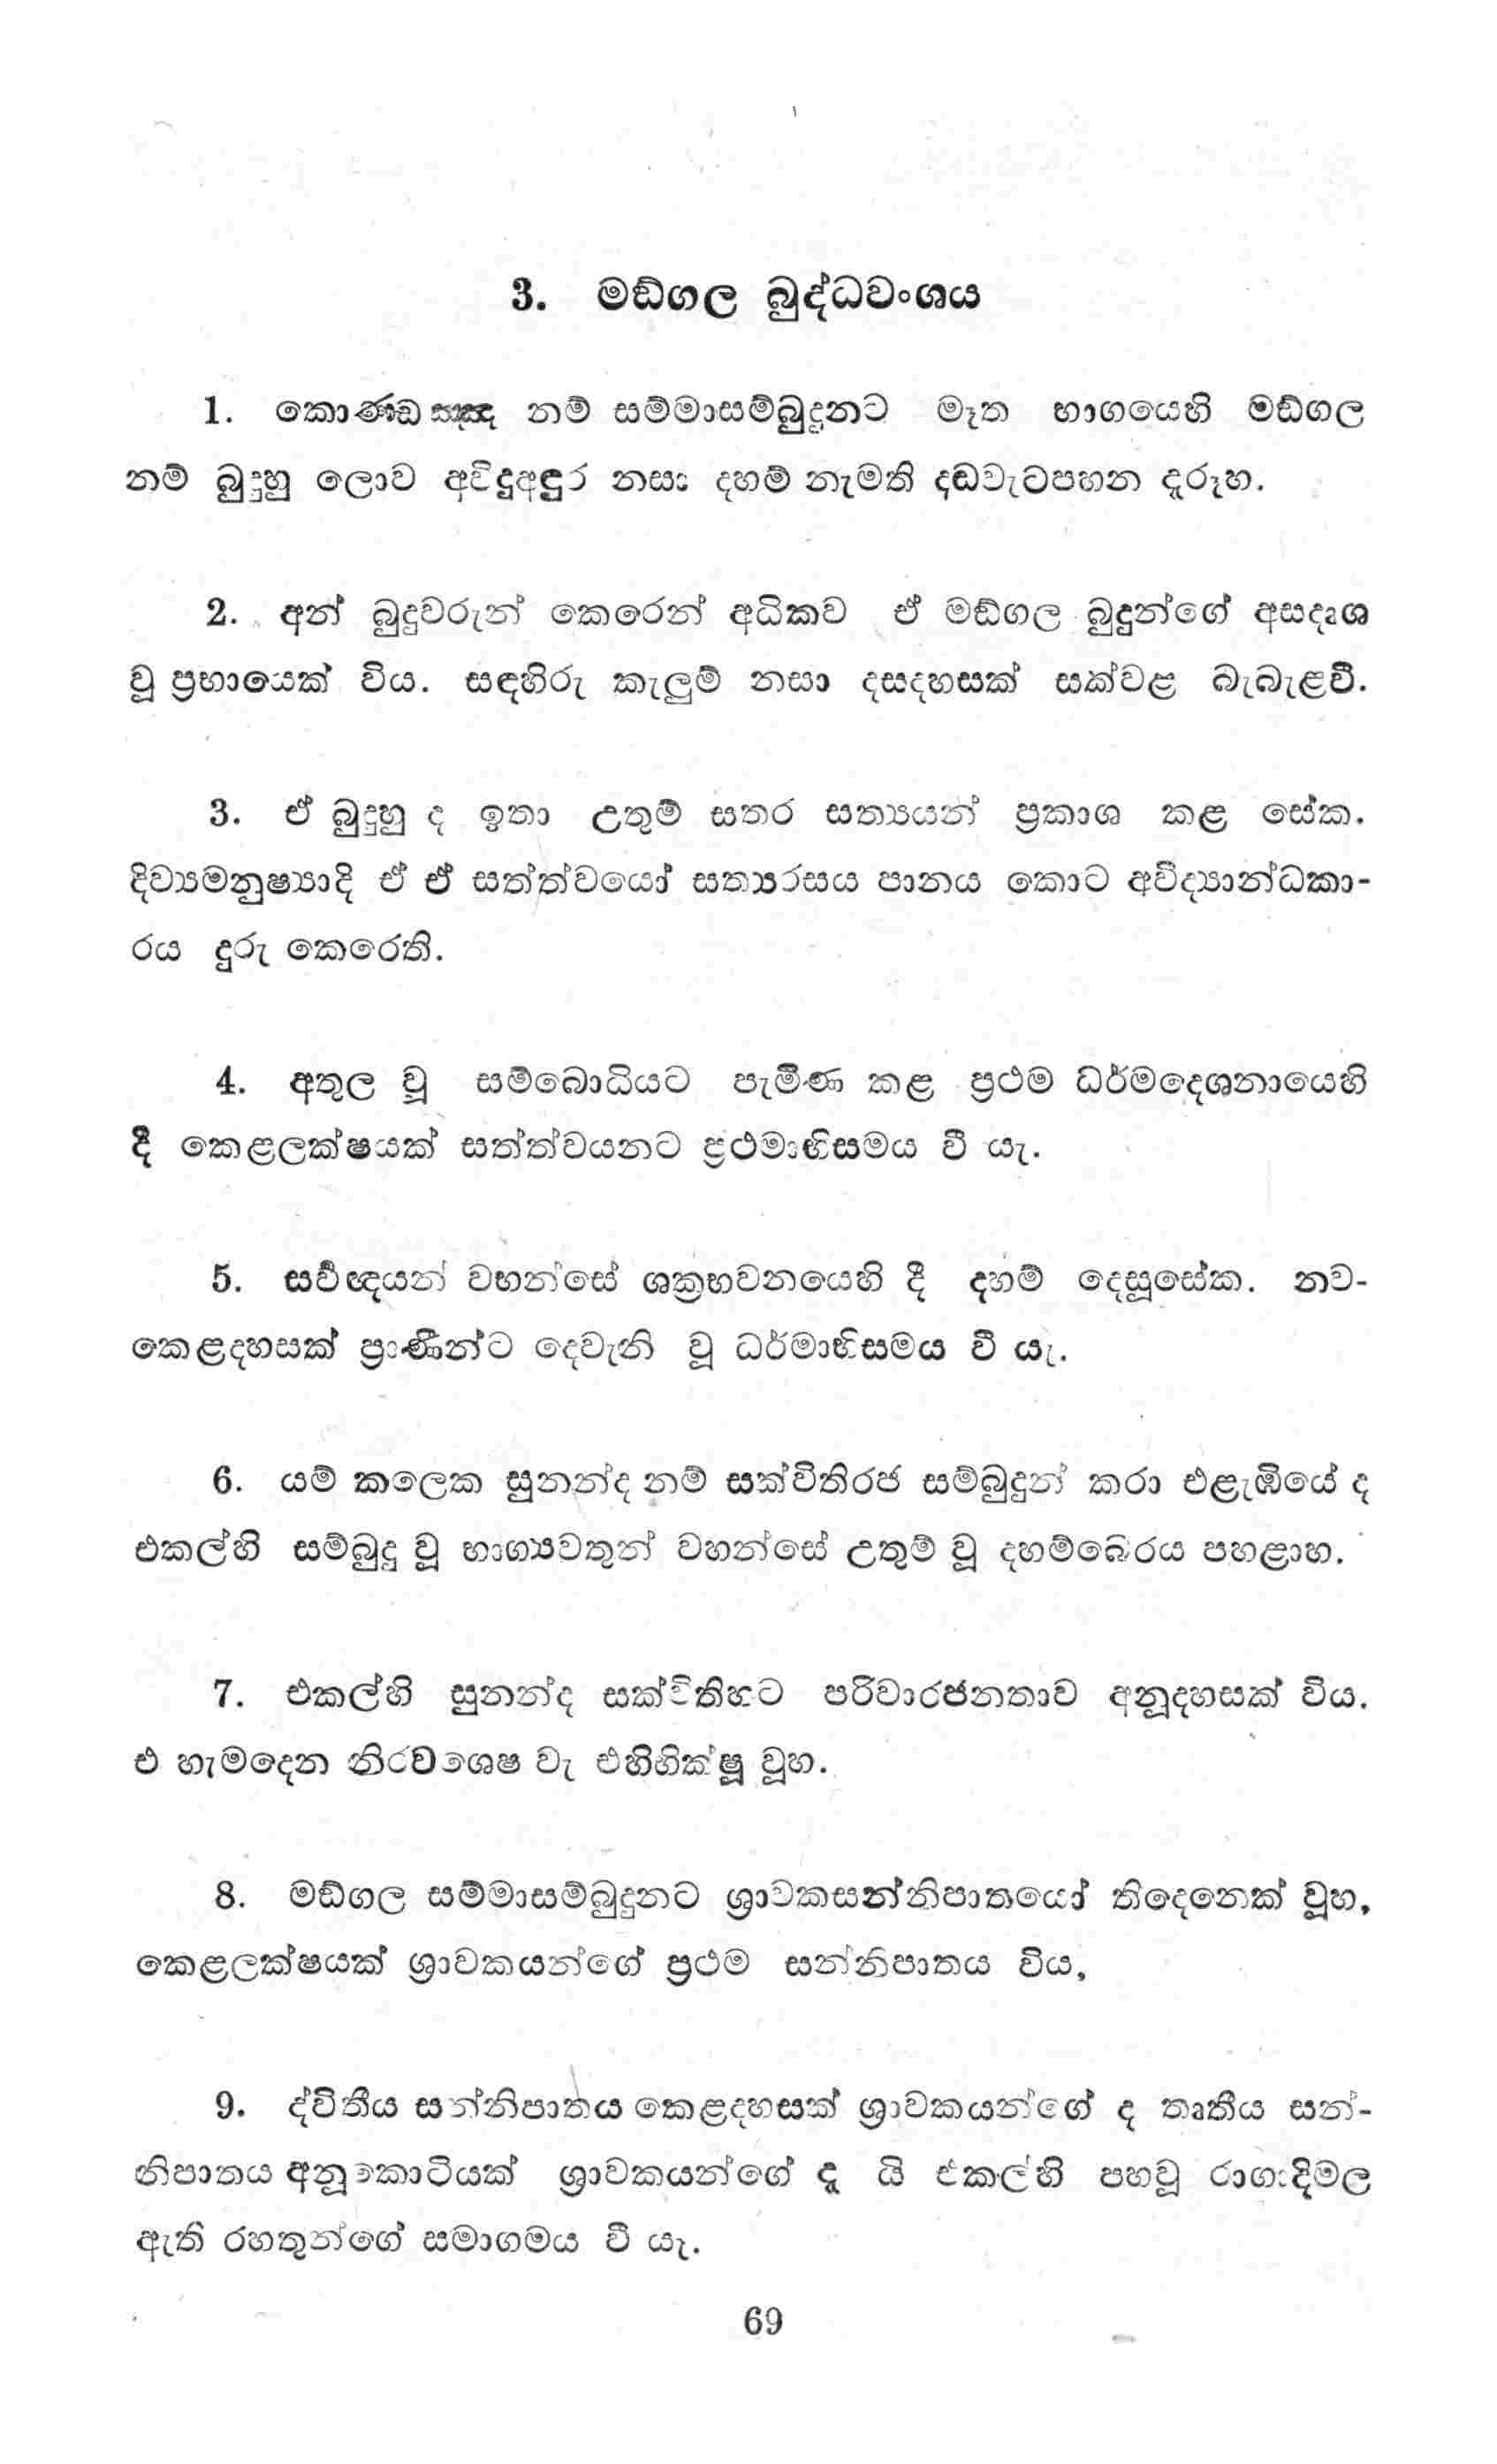 3. මඞ්ගල බුද්ධවංශය
1. කොණ්ඩඤ්ඤ නම් සම්මාසම්බුදුනට මෑත භාගයෙහි මඞ්ගල
නම් බුදුහු ලොව අවිදුඅඳුර නසා දහම් නැමති දඬවැටපහන දැරූහ.
2. අන් බුදුවරුන් කෙරෙන් අධිකව ඒ මඞ්ගල බුදුන්ගේ අසදෘශ
වූ ප්‍රභායෙක් විය. සඳහිරු කැලුම් නසා දසදහසක් සක්වළ බැබැළවී.
3. ඒ බුදුහු ද ඉතා උතුම් සතර සත්‍යයන් ප්‍රකාශ කළ සේක.
දිව්‍යමනුෂ්‍යාදි ඒ ඒ සත්ත්වයෝ සත්‍යරසය පානය කොට අවිද්‍යාන්ධකා-
රය දුරු කෙරෙති.
4. අතුල වූ සම්බොධියට පැමිණ කළ ප්‍රථම ධර්මදෙශනායෙහි
දී කෙළලක්ෂයක් සත්ත්වයනට ප්‍රථමාභිසමය වී යැ.
5. සර්‍වඥයන් වහන්සේ ශක්‍රභවනයෙහි දී දහම් දෙසූසේක. නව-
කෙළදහසක් ප්‍රාණීන්ට දෙවැනි වූ ධර්මාභිසමය වී යැ.
6. යම් කලෙක සුනන්ද නම් සක්විතිරජ සම්බුදුන් කරා එළැඹියේ ද
එකල්හි සම්බුදු වූ භාග්‍යවතුන් වහන්සේ උතුම් වූ දහම්බෙරය පහළාහ.
7. එකල්හි සුනන්ද සක්විතිහට පරිවාරජනතාව අනූදහසක් විය.
එ හැමදෙන නිරවශෙෂ වැ එහිභික්ෂූ වූහ.
8. මඞ්ගල සම්මාසම්බුදුනට ශ්‍රාවකසන්නිපාතයෝ තිදෙනෙක් වූහ,
කෙළලක්ෂයක් ශ්‍රාවකයන්ගේ ප්‍රථම සන්නිපාතය විය,
9. ද්විතීය සන්නිපාතය කෙළදහසක් ශ්‍රාවකයන්ගේ ද තෘතීය සන්-
නිපාතය අනූකොටියක් ශ්‍රාවකයන්ගේ දැ යි එකල්හි පහවූ රාගාදිමල
ඇති රහතුන්ගේ සමාගමය වී යැ.
69